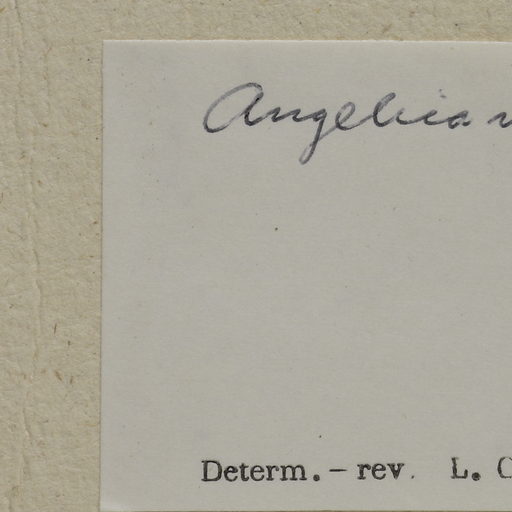 Angelica
Determ. – rev. L.